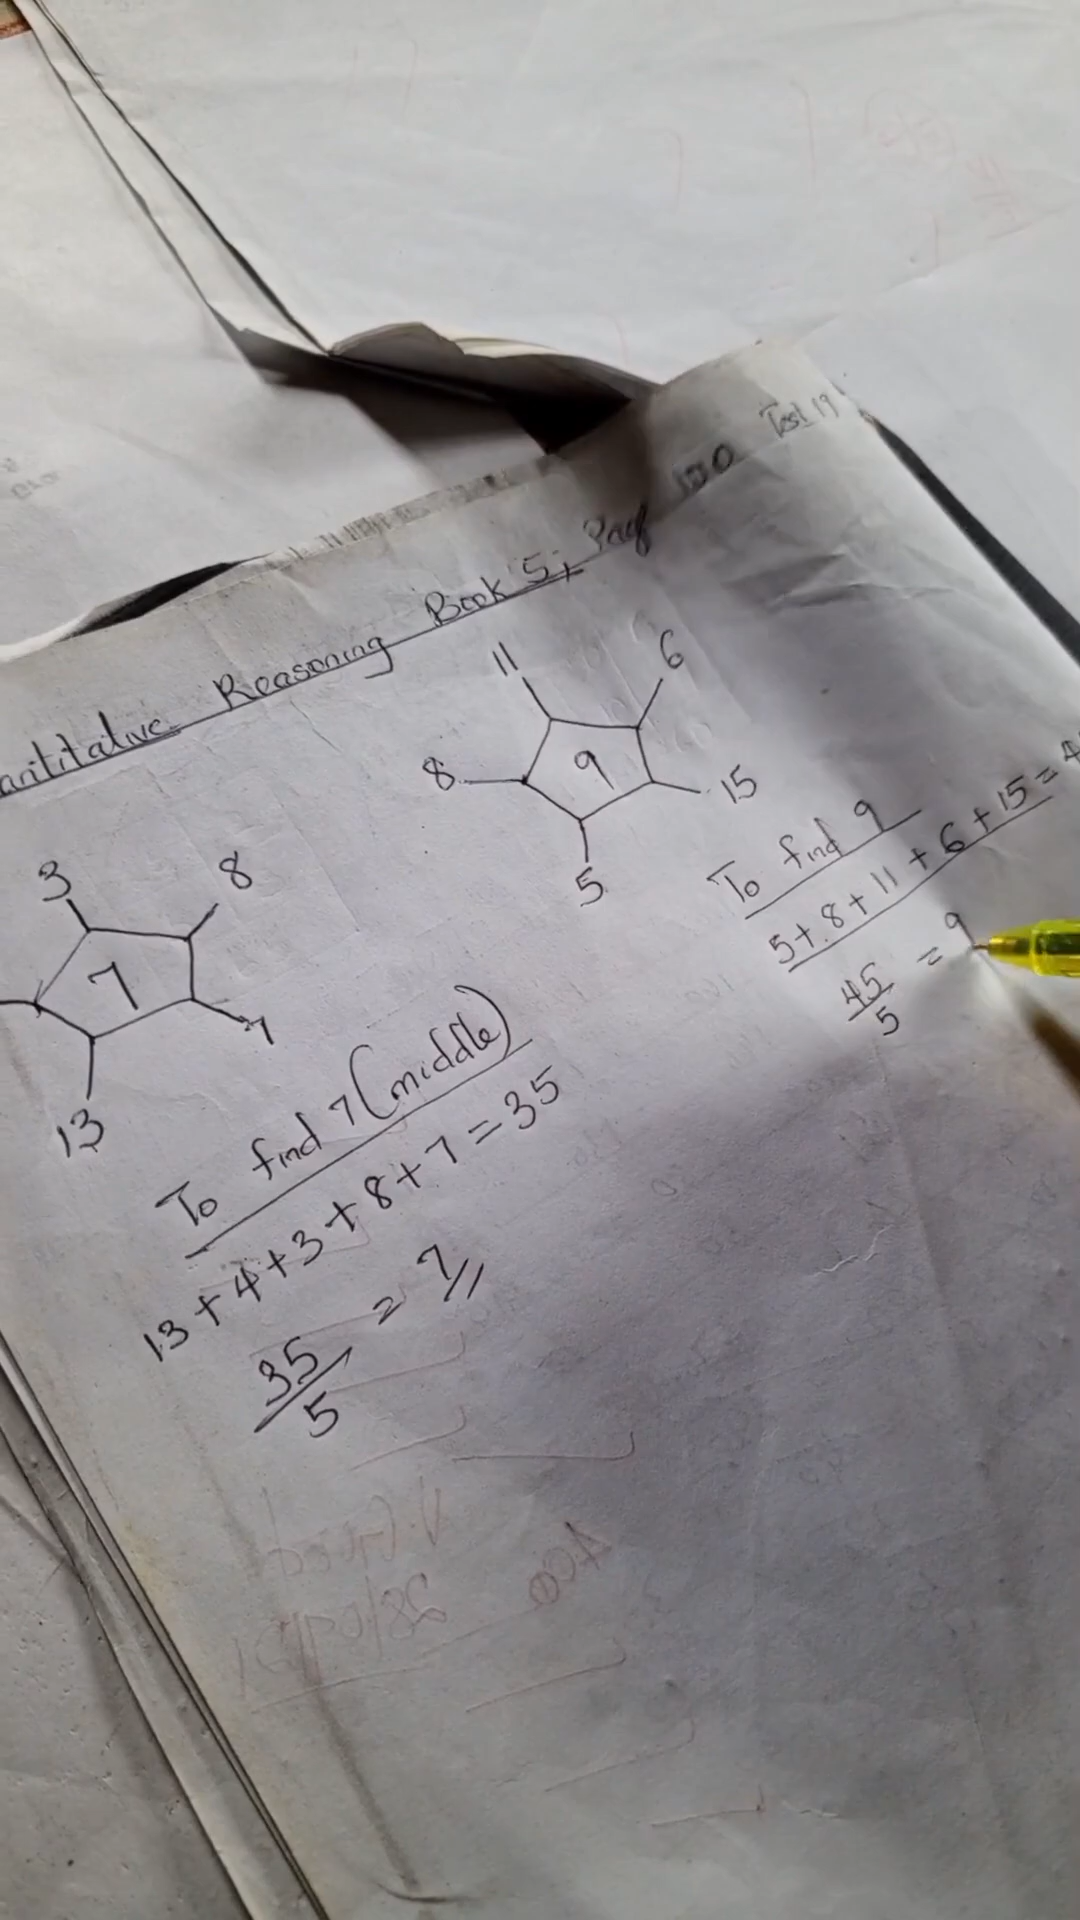 Quantitative Reasoning Book 5, Page
Test 19
11
6
8
9
15
5
3
8
7
7
13
To find 9
5+8+11+6+15=4
45/5 = 9
To find 7 (middle)
13+4+3+8+7=35
35/5 = 7